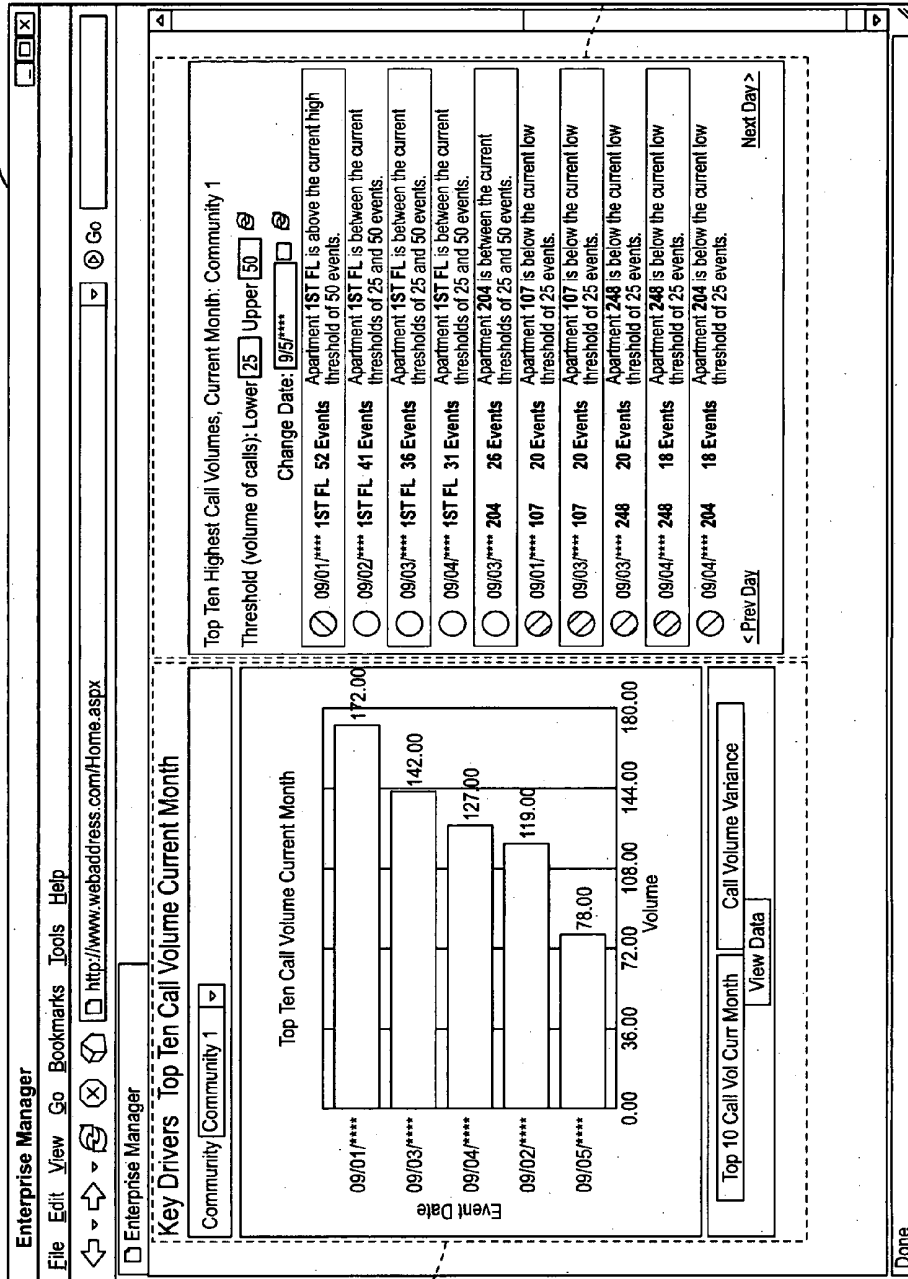 Enterprise Manager
File Edit View Go Bookmarks Tools Help
http://www.webaddress.com/Home.aspx
Go
Enterprise Manager
Key Drivers Top Ten Call Volume Current Month
Community Community 1
Top Ten Call Volume Current Month
Event Date
09/01/**** 172.00
09/03/**** 142.00
09/04/**** 127.00
09/02/**** 119.00
09/05/**** 78.00
0.00 36.00 72.00 108.00 144.00 180.00
Volume
Top 10 Call Vol Curr Month Call Volume Variance
View Data
Top Ten Highest Call Volumes, Current Month: Community 1
Threshold (volume of calls): Lower 25 Upper 50
Change Date: 9/5/****
09/01/**** 1ST FL 52 Events Apartment 1ST FL is above the current high
threshold of 50 events.
09/02/**** 1ST FL 41 Events Apartment 1ST FL is between the current
thresholds of 25 and 50 events.
09/03/**** 1ST FL 36 Events Apartment 1ST FL is between the current
thresholds of 25 and 50 events.
09/04/**** 1ST FL 31 Events Apartment 1ST FL is between the current
thresholds of 25 and 50 events.
09/03/**** 204 26 Events Apartment 204 is between the current
thresholds of 25 and 50 events.
09/01/**** 107 20 Events Apartment 107 is below the current low
threshold of 25 events.
09/03/**** 107 20 Events Apartment 107 is below the current low
threshold of 25 events.
09/03/**** 248 20 Events Apartment 248 is below the current low
threshold of 25 events.
09/04/**** 248 18 Events Apartment 248 is below the current low
threshold of 25 events.
09/04/**** 204 18 Events Apartment 204 is below the current low
threshold of 25 events.
< Prev Day Next Day >
Done